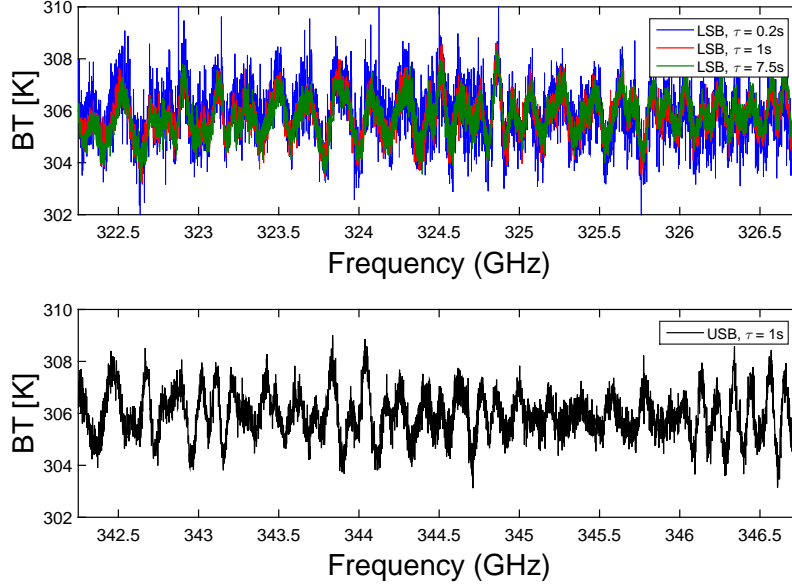 310
308
306
304
302
BT [K]
LSB, τ = 0.2s
LSB, τ = 1s
LSB, τ = 7.5s
322.5 323 323.5 324 324.5 325 325.5 326 326.5
Frequency (GHz)
310
308
306
304
302
BT [K]
USB, τ = 1s
342.5 343 343.5 344 344.5 345 345.5 346 346.5
Frequency (GHz)